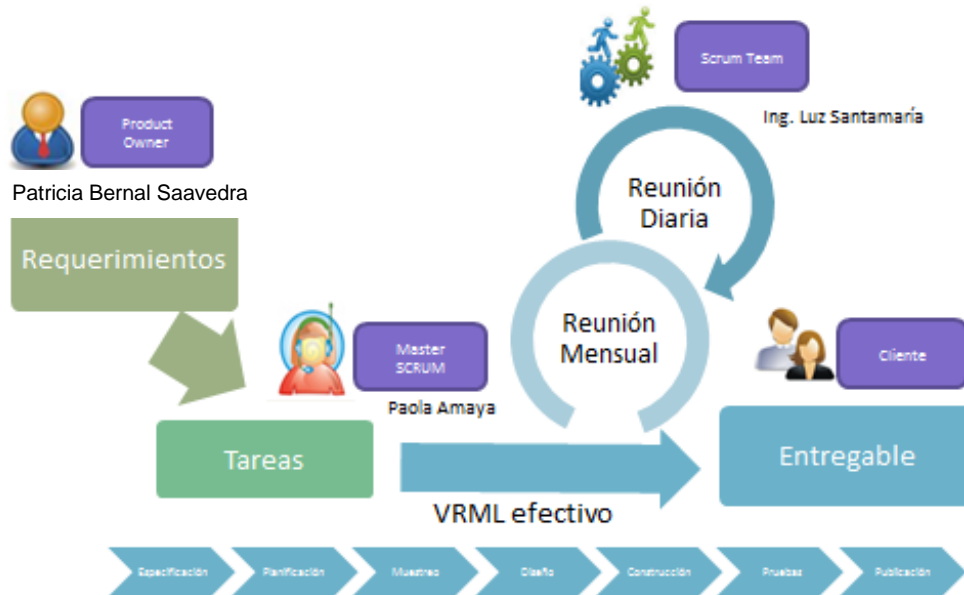 Scrum Team
Ing. Luz Santamaría
Product
Owner
Patricia Bernal Saavedra
Requerimientos
Reunión
Diaria
Reunión
Mensual
Master
SCRUM
Paola Amaya
Cliente
Tareas
Entregable
VRML efectivo
Especificación
Planificación
Muestreo
Diseño
Construcción
Pruebas
Publicación